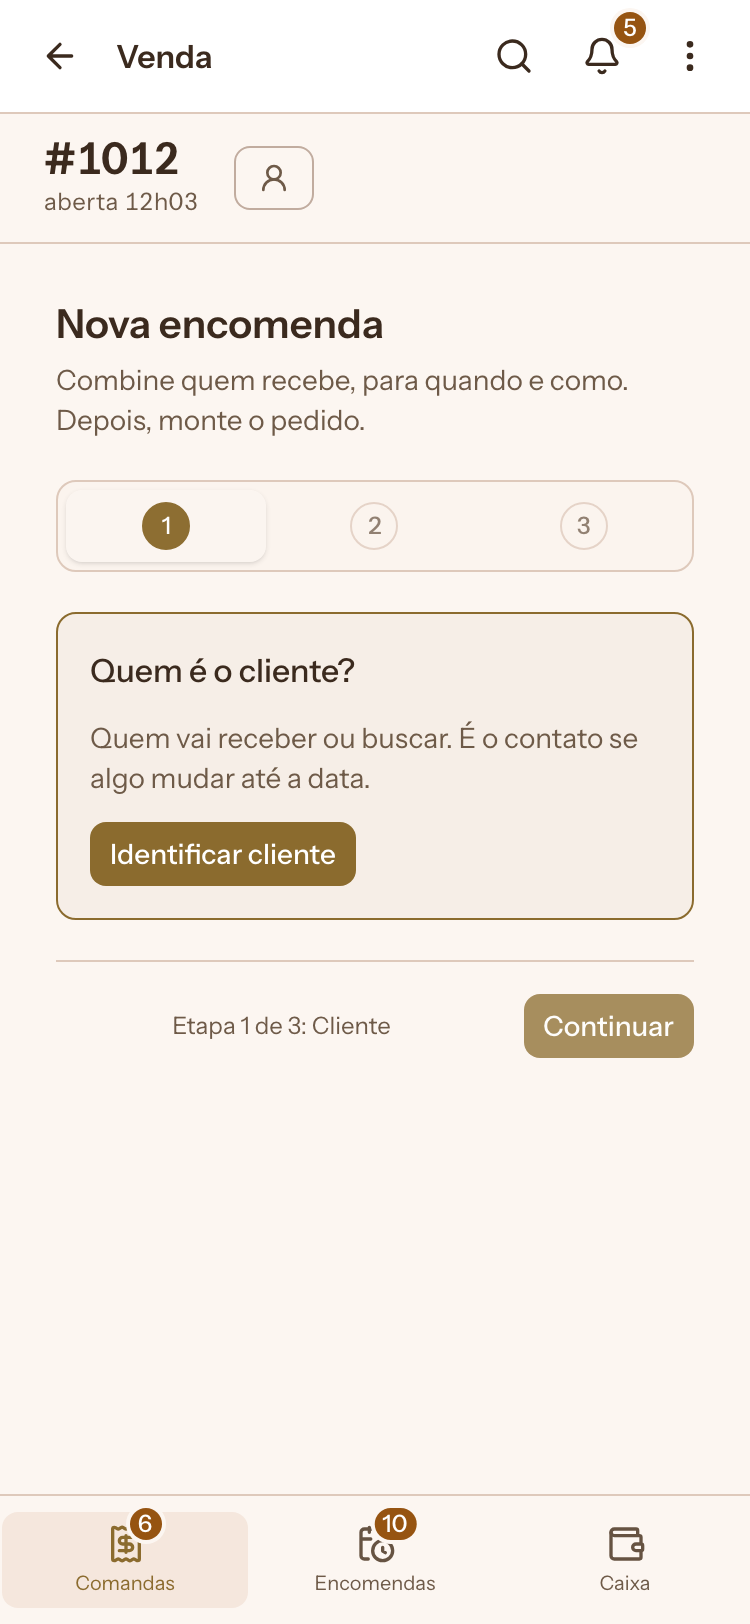 Venda
5
#1012
aberta 12h03
Nova encomenda
Combine quem recebe, para quando e como.
Depois, monte o pedido.
1
2
3
Quem é o cliente?
Quem vai receber ou buscar. É o contato se
algo mudar até a data.
Identificar cliente
Etapa 1 de 3: Cliente
Continuar
6
10
Comandas
Encomendas
Caixa